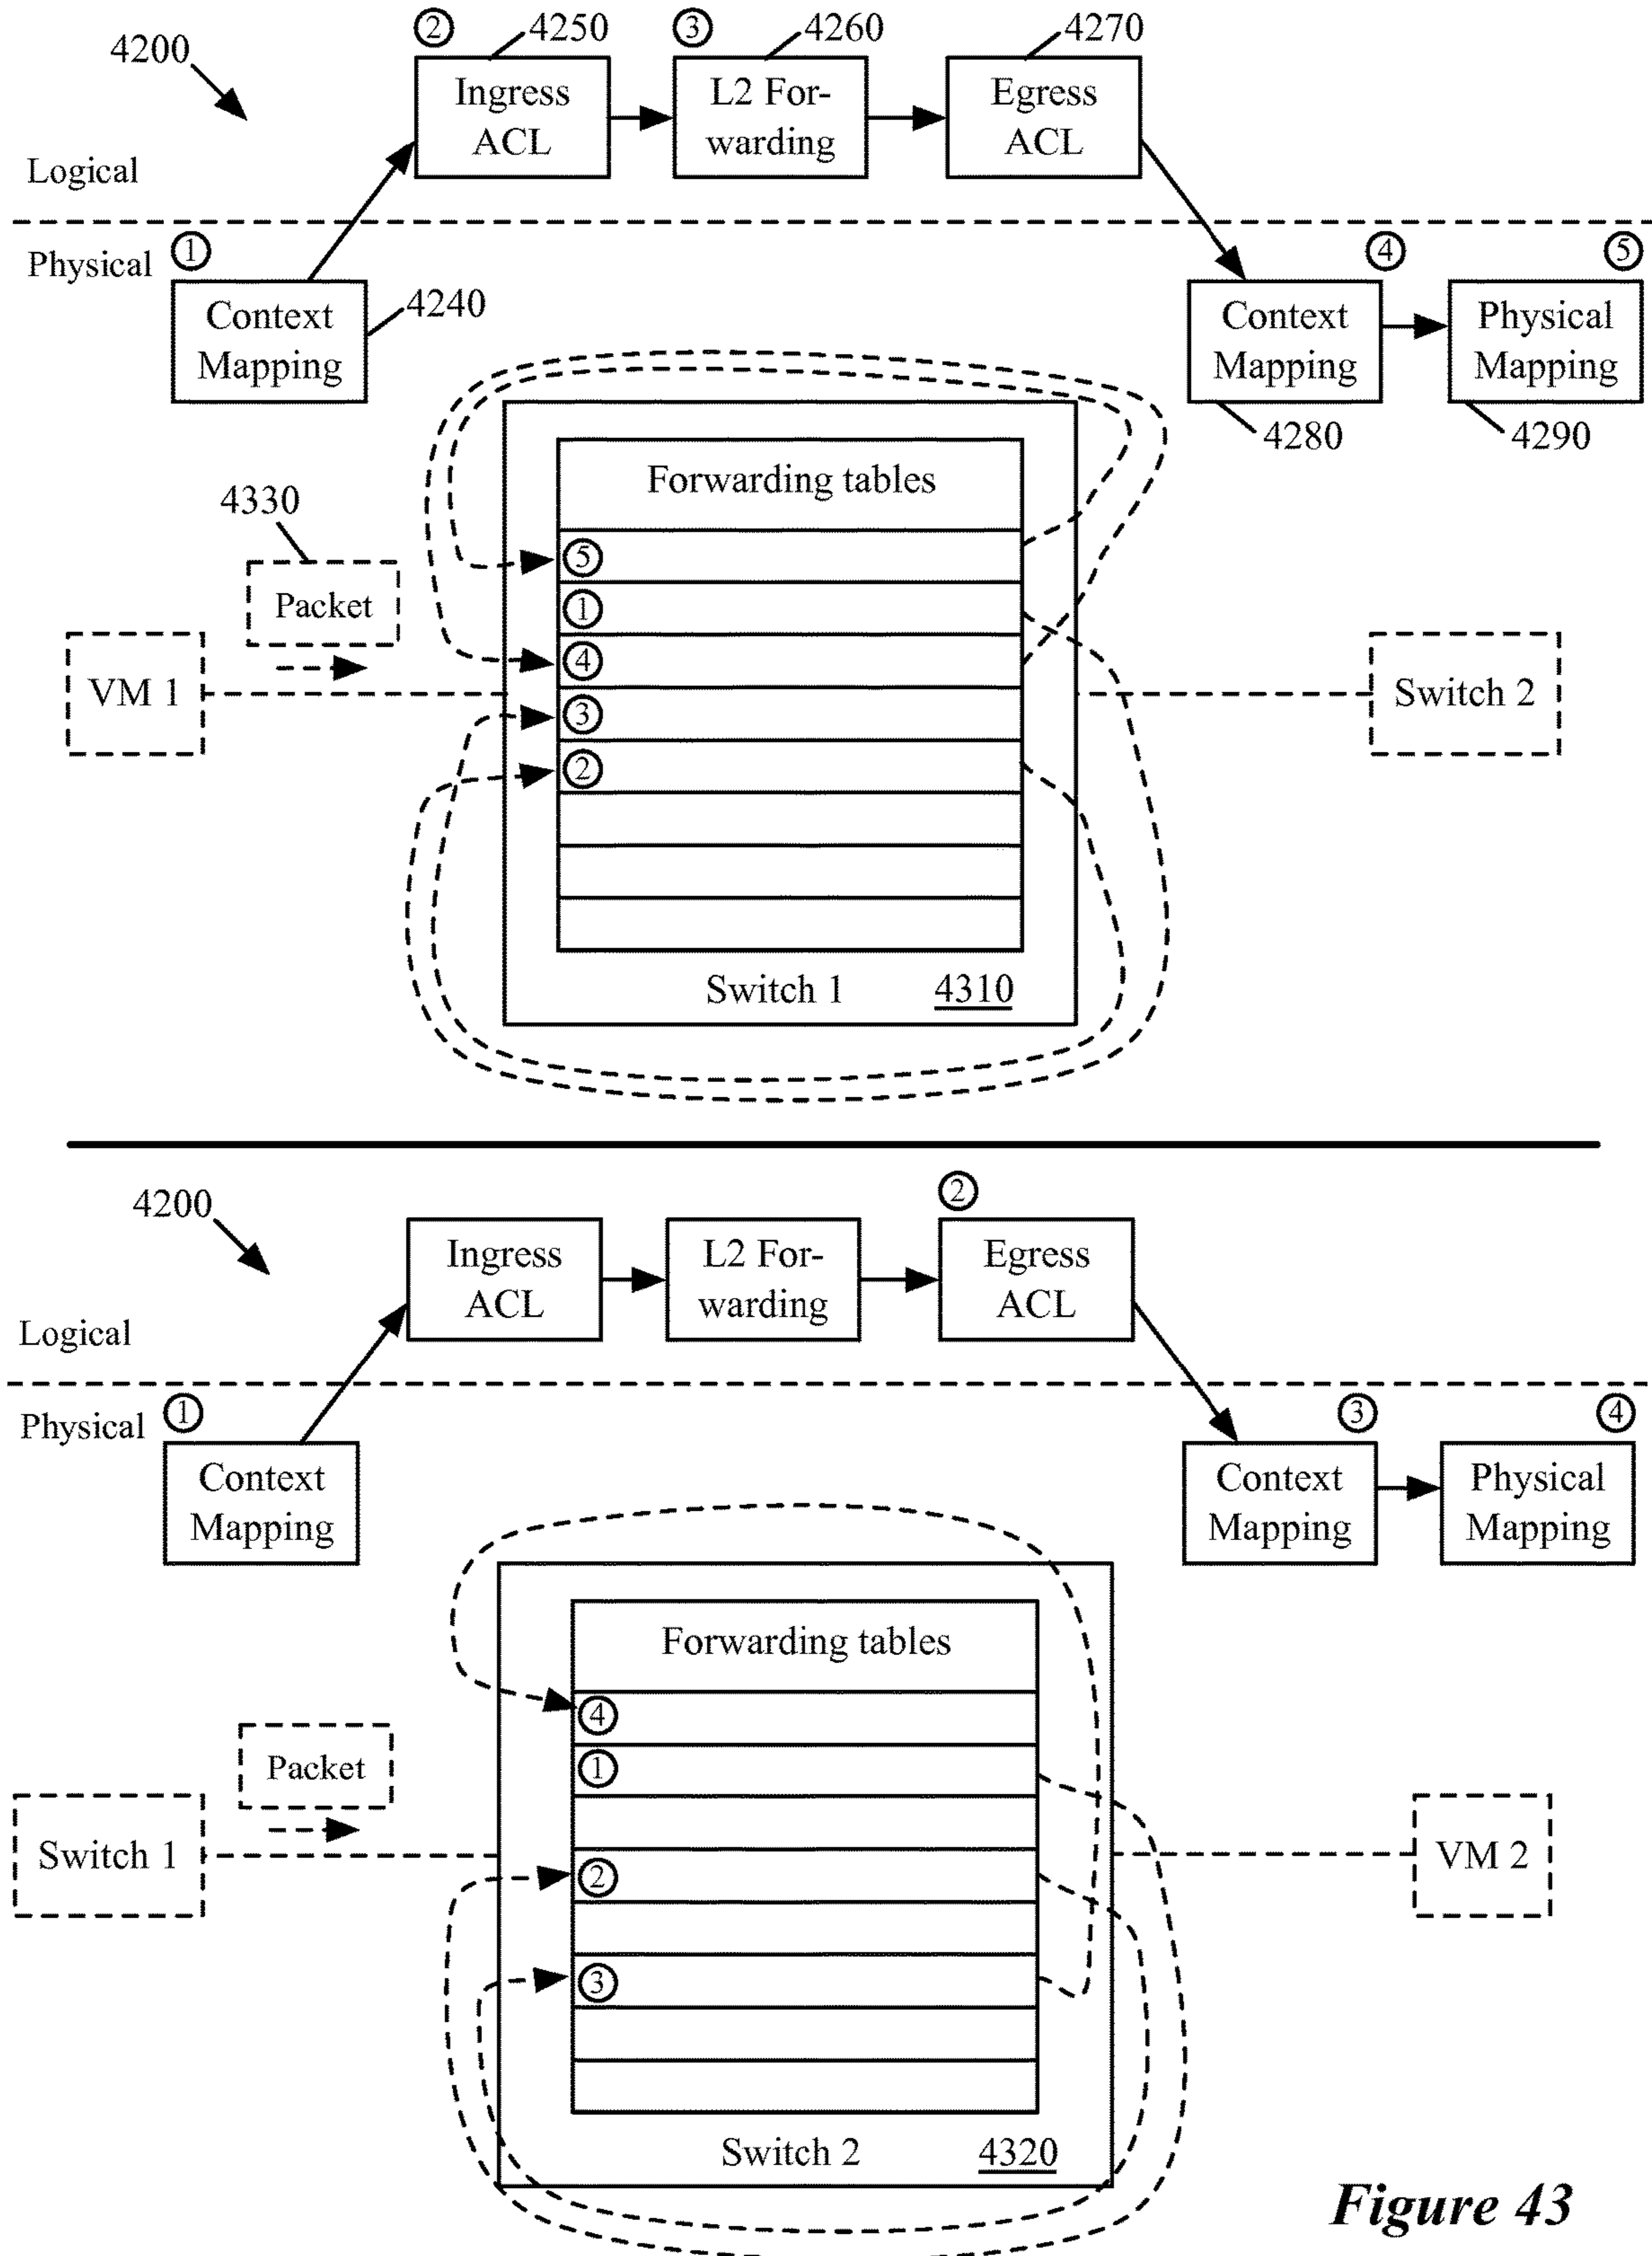 ② 4250 ③ 4260 4270
4200
Ingress
ACL
L2 For-
warding
Egress
ACL
Logical
Physical
①
④
⑤
Context
Mapping
4240
Context
Mapping
Physical
Mapping
4280
4290
Forwarding tables
4330
Packet
⑤
①
④
③
②
VM 1
Switch 2
Switch 1 4310
4200
②
Ingress
ACL
L2 For-
warding
Egress
ACL
Logical
Physical
①
③
④
Context
Mapping
Context
Mapping
Physical
Mapping
Forwarding tables
④
Packet
①
Switch 1
②
VM 2
③
Switch 2 4320
Figure 43